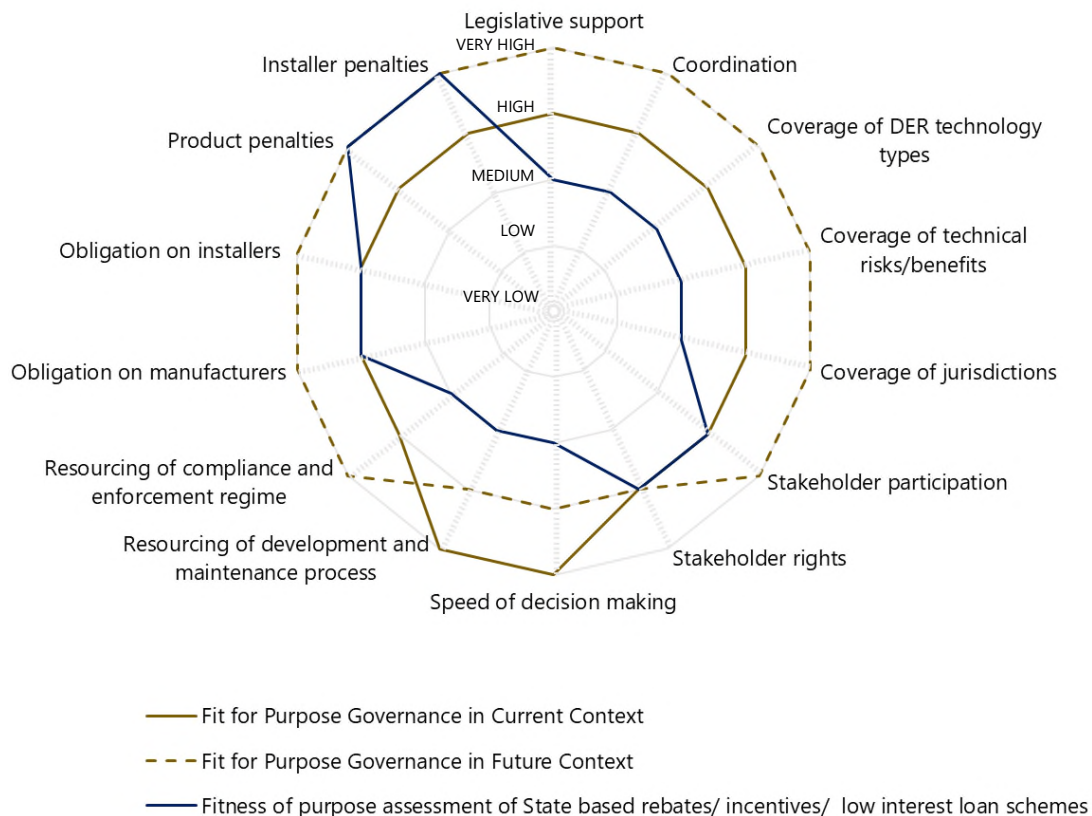 Legislative support
VERY HIGH
Installer penalties
Coordination
HIGH
Product penalties
Coverage of DER technology
types
MEDIUM
LOW
Obligation on installers
Coverage of technical
risks/benefits
VERY LOW
Obligation on manufacturers
Coverage of jurisdictions
Resourcing of compliance and
enforcement regime
Stakeholder participation
Resourcing of development and
maintenance process
Stakeholder rights
Speed of decision making
Fit for Purpose Governance in Current Context
Fit for Purpose Governance in Future Context
Fitness of purpose assessment of State based rebates/ incentives/ low interest loan schemes